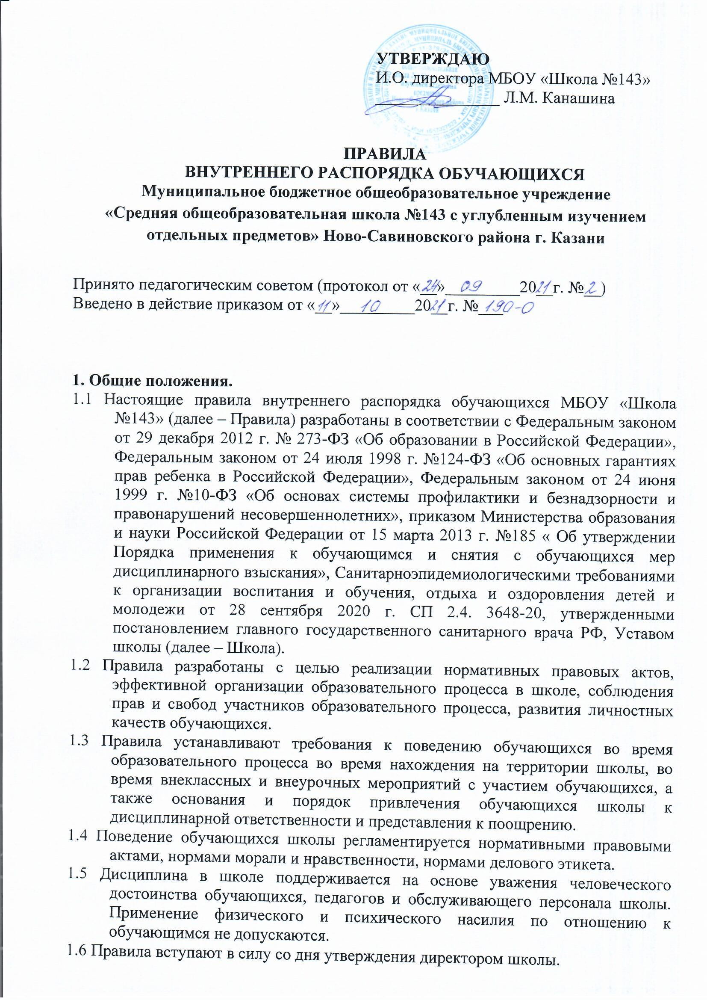 УТВЕРЖДАЮ
И.О. директора МБОУ «Школа №143»
_______________ Л.М. Канашина
ПРАВИЛА
ВНУТРЕННЕГО РАСПОРЯДКА ОБУЧАЮЩИХСЯ
Муниципальное бюджетное общеобразовательное учреждение
«Средняя общеобразовательная школа №143 с углубленным изучением
отдельных предметов» Ново-Савиновского района г. Казани
Принято педагогическим советом (протокол от «24» 09 2021 г. №2)
Введено в действие приказом от «11» 10 2021 г. № 190-О
1. Общие положения.
1.1 Настоящие правила внутреннего распорядка обучающихся МБОУ «Школа
№143» (далее – Правила) разработаны в соответствии с Федеральным законом
от 29 декабря 2012 г. № 273-ФЗ «Об образовании в Российской Федерации»,
Федеральным законом от 24 июля 1998 г. №124-ФЗ «Об основных гарантиях
прав ребенка в Российской Федерации», Федеральным законом от 24 июня
1999 г. №10-ФЗ «Об основах системы профилактики и безнадзорности и
правонарушений несовершеннолетних», приказом Министерства образования
и науки Российской Федерации от 15 марта 2013 г. №185 « Об утверждении
Порядка применения к обучающимся и снятия с обучающихся мер
дисциплинарного взыскания», Санитарноэпидемиологическими требованиями
к организации воспитания и обучения, отдыха и оздоровления детей и
молодежи от 28 сентября 2020 г. СП 2.4. 3648-20, утвержденными
постановлением главного государственного санитарного врача РФ, Уставом
школы (далее – Школа).
1.2 Правила разработаны с целью реализации нормативных правовых актов,
эффективной организации образовательного процесса в школе, соблюдения
прав и свобод участников образовательного процесса, развития личностных
качеств обучающихся.
1.3 Правила устанавливают требования к поведению обучающихся во время
образовательного процесса во время нахождения на территории школы, во
время внеклассных и внеурочных мероприятий с участием обучающихся, а
также основания и порядок привлечения обучающихся школы к
дисциплинарной ответственности и представления к поощрению.
1.4 Поведение обучающихся школы регламентируется нормативными правовыми
актами, нормами морали и нравственности, нормами делового этикета.
1.5 Дисциплина в школе поддерживается на основе уважения человеческого
достоинства обучающихся, педагогов и обслуживающего персонала школы.
Применение физического и психического насилия по отношению к
обучающимся не допускаются.
1.6 Правила вступают в силу со дня утверждения директором школы.